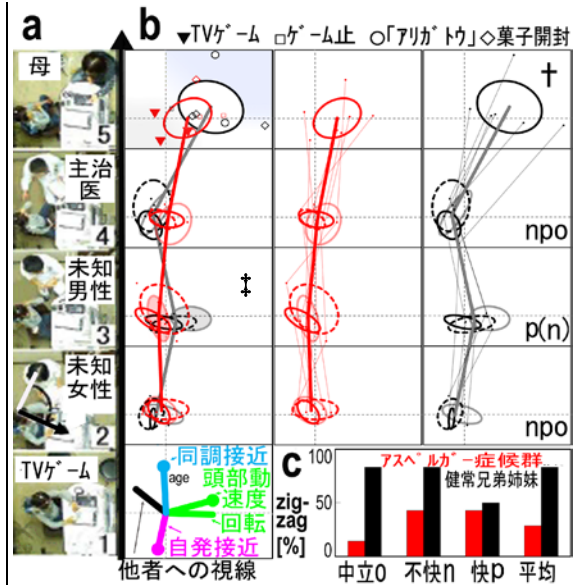 a
b
▼TVゲーム □ゲーム止 ○「アリガトウ」◇菓子開封
母
5
†
主治医
4
npo
未知男性
3
‡
p(n)
未知女性
2
npo
TVゲーム
1
同調接近
age
頭部動
速度
回転
自発接近
他者への視線
c
アスペルガー症候群
健常兄弟姉妹
100
50
0
zig-zag
[%]
中立o 不快n 快p 平均